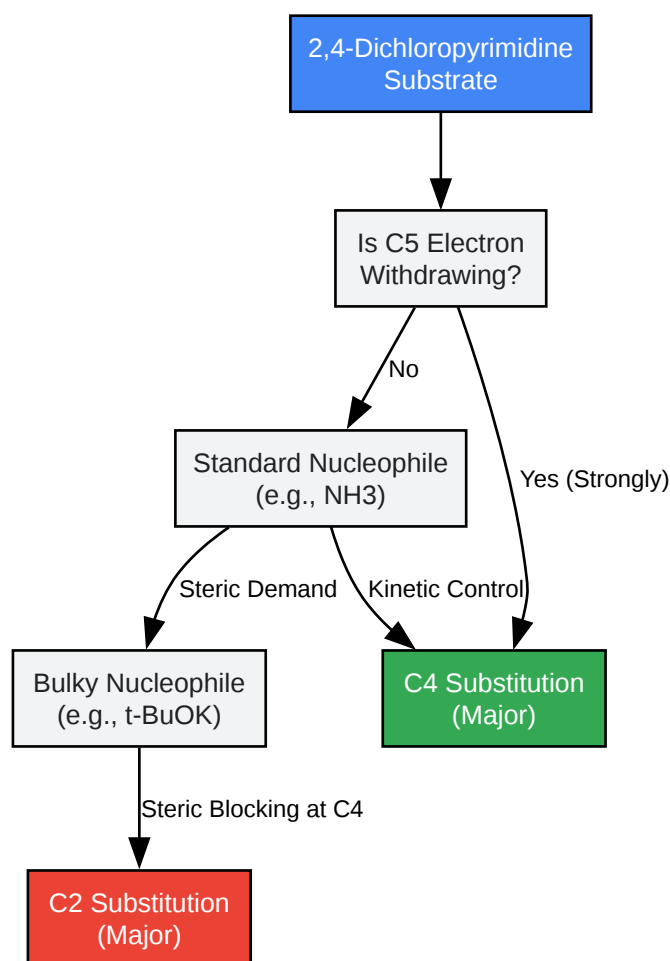 2,4-Dichloropyrimidine
Substrate
Is C5 Electron
Withdrawing?
No
Yes (Strongly)
Standard Nucleophile
(e.g., NH3)
Steric Demand
Kinetic Control
Bulky Nucleophile
(e.g., t-BuOK)
C4 Substitution
(Major)
Steric Blocking at C4
C2 Substitution
(Major)